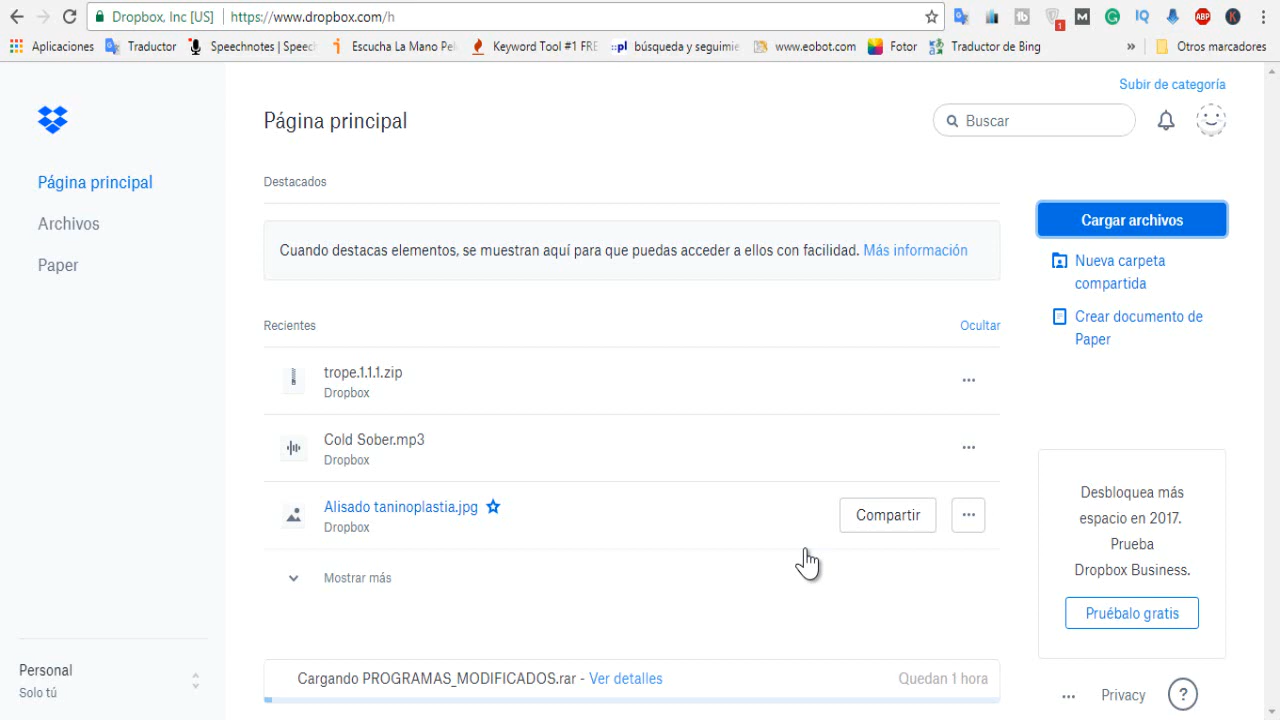 Dropbox, Inc [US] https://www.dropbox.com/h
Aplicaciones Traductor Speechnotes | Speech Escucha La Mano Pel Keyword Tool #1 FRE búsqueda y seguimie www.eobot.com Fotor Traductor de Bing » Otros marcadores
Subir de categoría
Página principal
Buscar
Página principal
Archivos
Paper
Destacados
Cargar archivos
Cuando destacas elementos, se muestran aquí para que puedas acceder a ellos con facilidad. Más información
Nueva carpeta
compartida
Crear documento de
Paper
Recientes Ocultar
trope.1.1.1.zip
Dropbox
Cold Sober.mp3
Dropbox
Alisado taninoplastia.jpg
Dropbox
Compartir
Mostrar más
Desbloquea más
espacio en 2017.
Prueba
Dropbox Business.
Pruébalo gratis
Personal
Solo tú
Cargando PROGRAMAS_MODIFICADOS.rar - Ver detalles Quedan 1 hora
Privacy ?